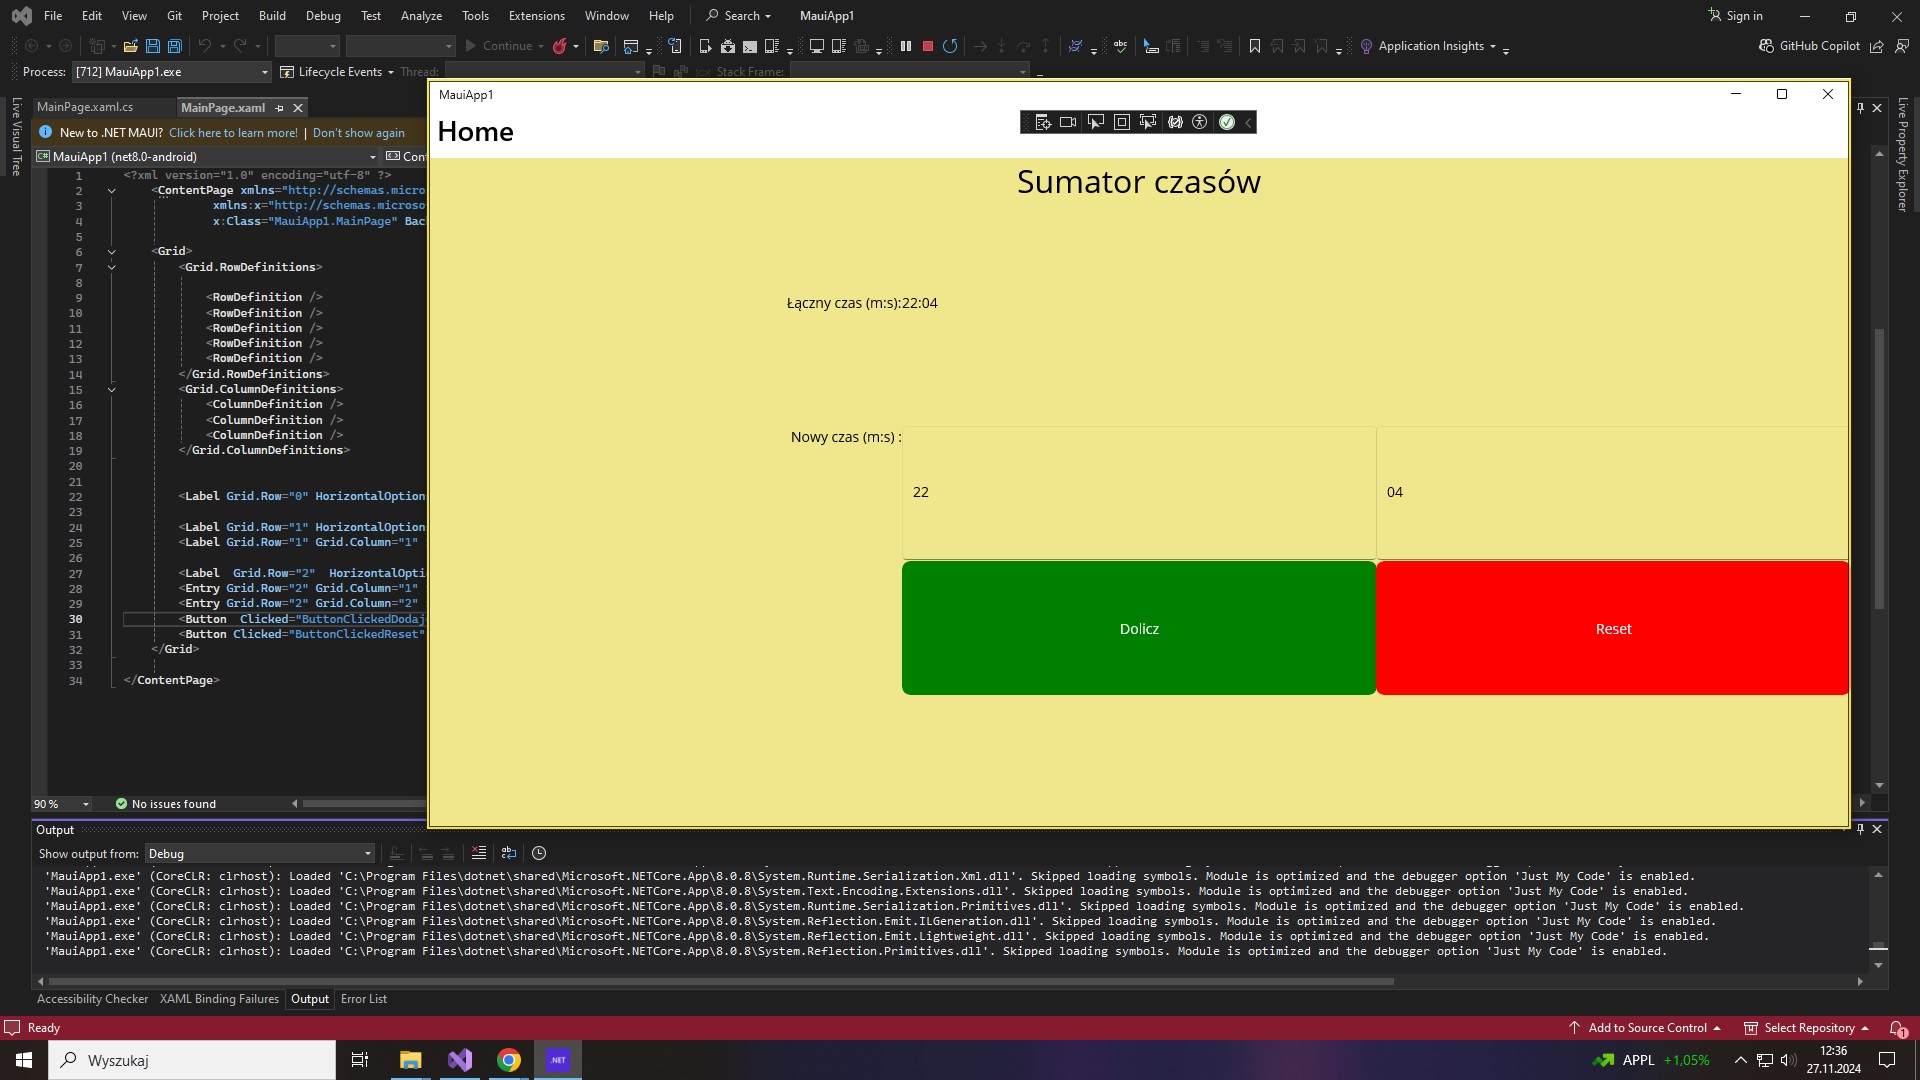 File Edit View Git Project Build Debug Test Analyze Tools Extensions Window Help Search MauiApp1 Sign in
Continue Application Insights GitHub Copilot
Process: [712] MauiApp1.exe Lifecycle Events Thread: Stack Frame:
Live Visual Tree
MainPage.xaml.cs MainPage.xaml
New to .NET MAUI? Click here to learn more! | Don't show again
MauiApp1 (net8.0-android) Cont
1 <?xml version="1.0" encoding="utf-8" ?>
2 <ContentPage xmlns="http://schemas.micro
3 xmlns:x="http://schemas.microso
4 x:Class="MauiApp1.MainPage" Bac
5
6 <Grid>
7 <Grid.RowDefinitions>
8
9 <RowDefinition />
10 <RowDefinition />
11 <RowDefinition />
12 <RowDefinition />
13 <RowDefinition />
14 </Grid.RowDefinitions>
15 <Grid.ColumnDefinitions>
16 <ColumnDefinition />
17 <ColumnDefinition />
18 <ColumnDefinition />
19 </Grid.ColumnDefinitions>
20
21
22 <Label Grid.Row="0" HorizontalOption
23
24 <Label Grid.Row="1" HorizontalOption
25 <Label Grid.Row="1" Grid.Column="1"
26
27 <Label Grid.Row="2" HorizontalOpti
28 <Entry Grid.Row="2" Grid.Column="1"
29 <Entry Grid.Row="2" Grid.Column="2"
30 <Button Clicked="ButtonClickedDodaj
31 <Button Clicked="ButtonClickedReset"
32 </Grid>
33
34 </ContentPage>
90 % No issues found
MauiApp1
Home
Sumator czasów
Łączny czas (m:s):22:04
Nowy czas (m:s) :
22 04
Dolicz Reset
Live Property Explorer
Output
Show output from: Debug
'MauiApp1.exe' (CoreCLR: clrhost): Loaded 'C:\Program Files\dotnet\shared\Microsoft.NETCore.App\8.0.8\System.Runtime.Serialization.Xml.dll'. Skipped loading symbols. Module is optimized and the debugger option 'Just My Code' is enabled.
'MauiApp1.exe' (CoreCLR: clrhost): Loaded 'C:\Program Files\dotnet\shared\Microsoft.NETCore.App\8.0.8\System.Text.Encoding.Extensions.dll'. Skipped loading symbols. Module is optimized and the debugger option 'Just My Code' is enabled.
'MauiApp1.exe' (CoreCLR: clrhost): Loaded 'C:\Program Files\dotnet\shared\Microsoft.NETCore.App\8.0.8\System.Runtime.Serialization.Primitives.dll'. Skipped loading symbols. Module is optimized and the debugger option 'Just My Code' is enabled.
'MauiApp1.exe' (CoreCLR: clrhost): Loaded 'C:\Program Files\dotnet\shared\Microsoft.NETCore.App\8.0.8\System.Reflection.Emit.ILGeneration.dll'. Skipped loading symbols. Module is optimized and the debugger option 'Just My Code' is enabled.
'MauiApp1.exe' (CoreCLR: clrhost): Loaded 'C:\Program Files\dotnet\shared\Microsoft.NETCore.App\8.0.8\System.Reflection.Emit.Lightweight.dll'. Skipped loading symbols. Module is optimized and the debugger option 'Just My Code' is enabled.
'MauiApp1.exe' (CoreCLR: clrhost): Loaded 'C:\Program Files\dotnet\shared\Microsoft.NETCore.App\8.0.8\System.Reflection.Primitives.dll'. Skipped loading symbols. Module is optimized and the debugger option 'Just My Code' is enabled.
Accessibility Checker XAML Binding Failures Output Error List
Ready Add to Source Control Select Repository 1
Wyszukaj .NET APPL +1,05% 12:36
27.11.2024